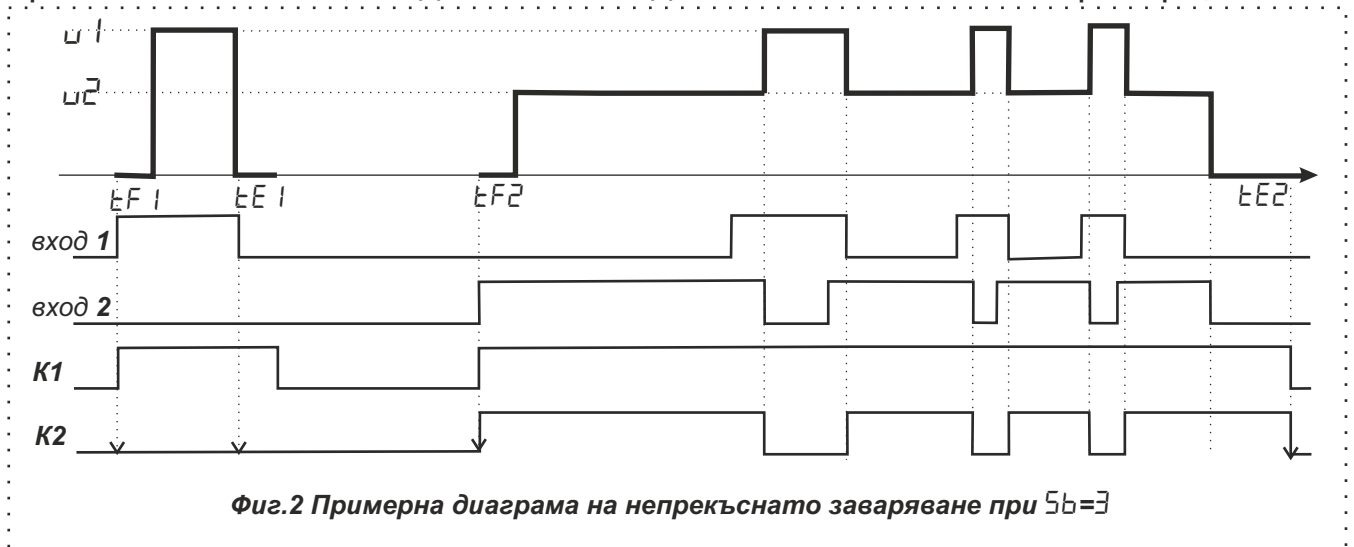 u1
u2
tF1 tE1 tF2 tE2
вход 1
вход 2
K1
K2
Фиг.2 Примерна диаграма на непрекъснато заваряване при Sb=3